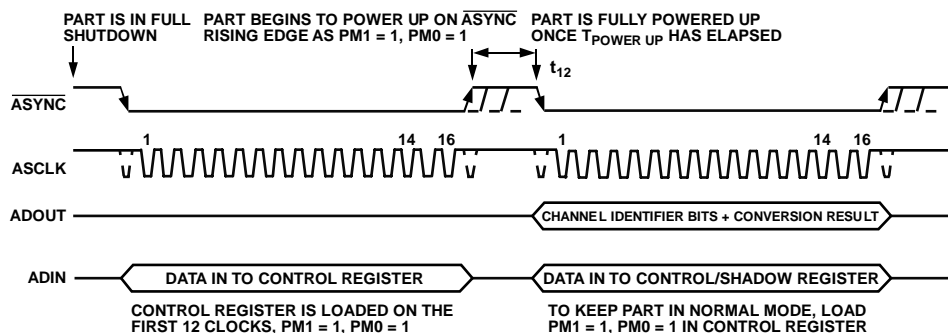 PART IS IN FULL
SHUTDOWN
PART BEGINS TO POWER UP ON ASYNC
RISING EDGE AS PM1 = 1, PM0 = 1
PART IS FULLY POWERED UP
ONCE TPOWER UP HAS ELAPSED
t12
ASYNC
1
14
16
1
14
16
ASCLK
ADOUT
CHANNEL IDENTIFIER BITS + CONVERSION RESULT
ADIN
DATA IN TO CONTROL REGISTER
DATA IN TO CONTROL/SHADOW REGISTER
CONTROL REGISTER IS LOADED ON THE
FIRST 12 CLOCKS, PM1 = 1, PM0 = 1
TO KEEP PART IN NORMAL MODE, LOAD
PM1 = 1, PM0 = 1 IN CONTROL REGISTER